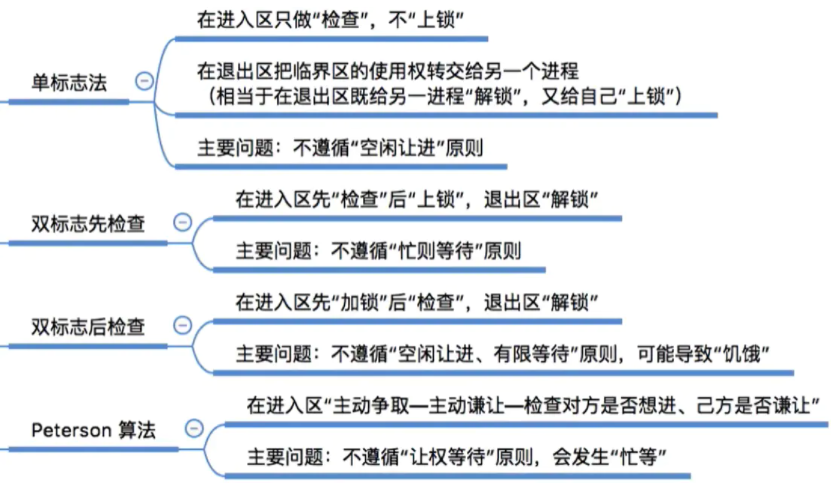 单标志法
在进入区只做“检查”，不“上锁”
在退出区把临界区的使用权转交给另一个进程
（相当于在退出区既给另一进程“解锁”，又给自己“上锁”）
主要问题：不遵循“空闲让进”原则
双标志先检查
在进入区先“检查”后“上锁”，退出区“解锁”
主要问题：不遵循“忙则等待”原则
双标志后检查
在进入区先“加锁”后“检查”，退出区“解锁”
主要问题：不遵循“空闲让进、有限等待”原则，可能导致“饥饿”
Peterson 算法
在进入区“主动争取—主动谦让—检查对方是否想进、己方是否谦让”
主要问题：不遵循“让权等待”原则，会发生“忙等”